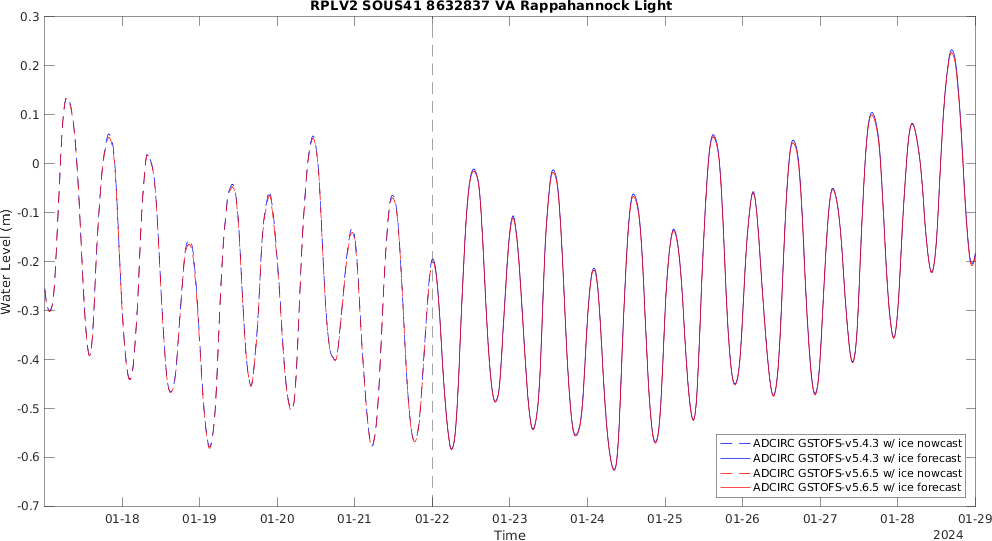 RPLV2 SOUS41 8632837 VA Rappahannock Light
0.3
0.2
0.1
0
-0.1
-0.2
-0.3
-0.4
-0.5
-0.6
-0.7
Water Level (m)
ADCIRC GSTOFS-v5.4.3 w/ ice nowcast
ADCIRC GSTOFS-v5.4.3 w/ ice forecast
ADCIRC GSTOFS-v5.6.5 w/ ice nowcast
ADCIRC GSTOFS-v5.6.5 w/ ice forecast
01-18 01-19 01-20 01-21 01-22 01-23 01-24 01-25 01-26 01-27 01-28 01-29
Time
2024